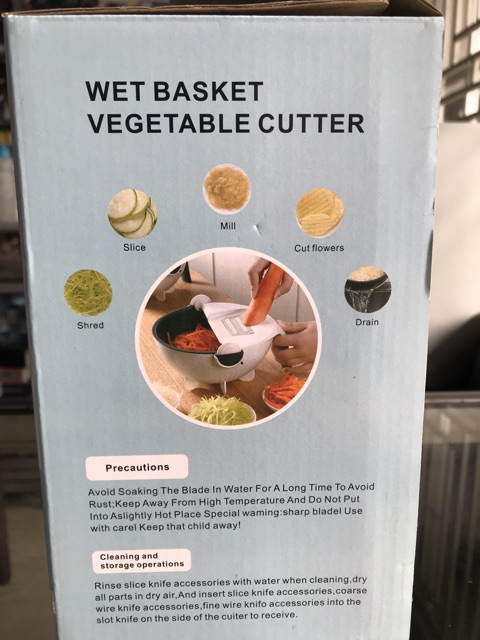 WET BASKET
VEGETABLE CUTTER
Mill
Slice
Cut flowers
Shred
Drain
Precautions
Avoid Soaking The Blade In Water For A Long Time To Avoid
Rust;Keep Away From High Temperature And Do Not Put
Into Aslightly Hot Place Special waming:sharp bladel Use
with carel Keep that child away!
Cleaning and
storage operations
Rinse slice knife accessories with water when cleaning,dry
all parts in dry air,And insert slice knife accessories,coarse
wire knife accessories,fine wire knifo accessories into the
slot knife on the side of the cuiter to receive.